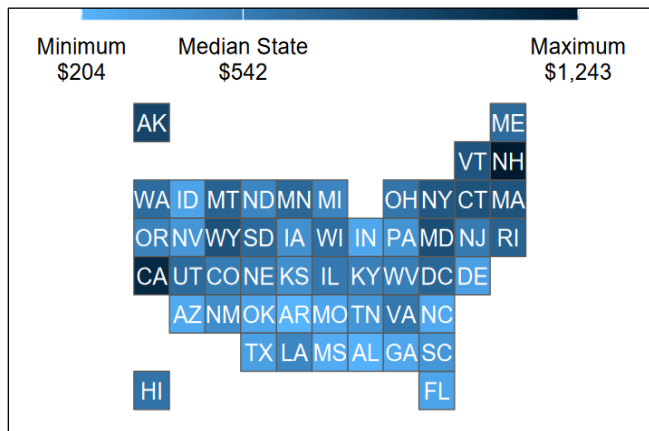 Minimum Median State Maximum
$204 $542 $1,243
AK ME
VT NH
WA ID MT ND MN MI OH NY CT MA
OR NV WY SD IA WI IN PA MD NJ RI
CA UT CO NE KS IL KY WV DC DE
AZ NM OK AR MO TN VA NC
TX LA MS AL GA SC
HI FL